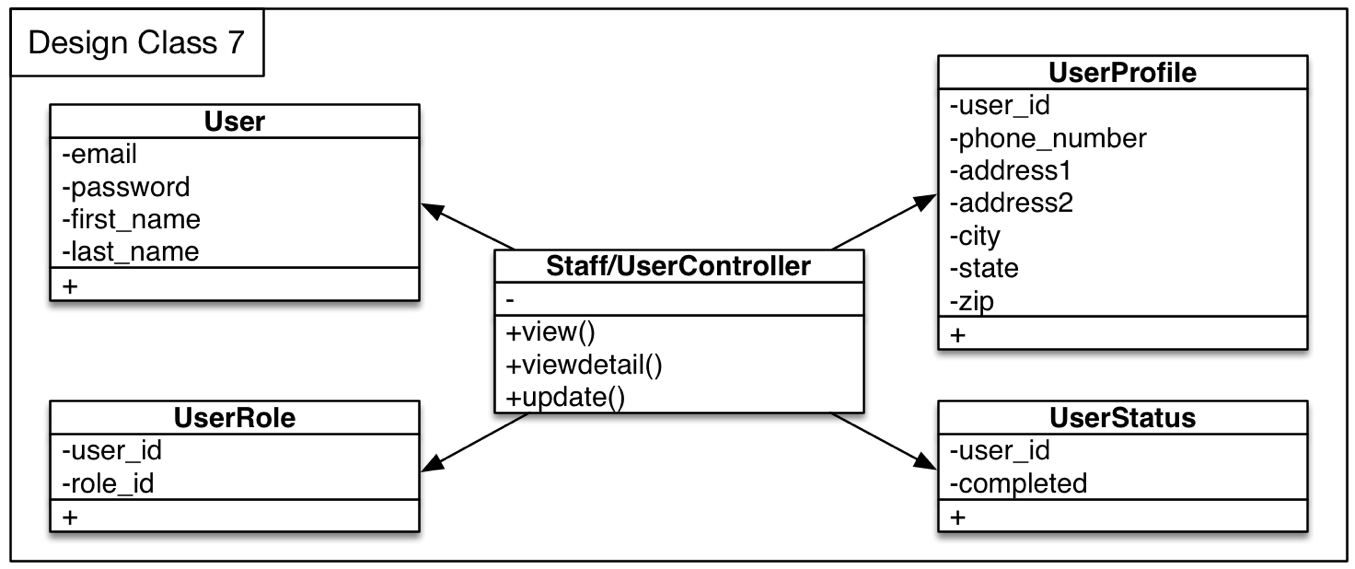 Design Class 7
User
-email
-password
-first_name
-last_name
+
UserProfile
-user_id
-phone_number
-address1
-address2
-city
-state
-zip
+
Staff/UserController
-
+view()
+viewdetail()
+update()
UserRole
-user_id
-role_id
+
UserStatus
-user_id
-completed
+